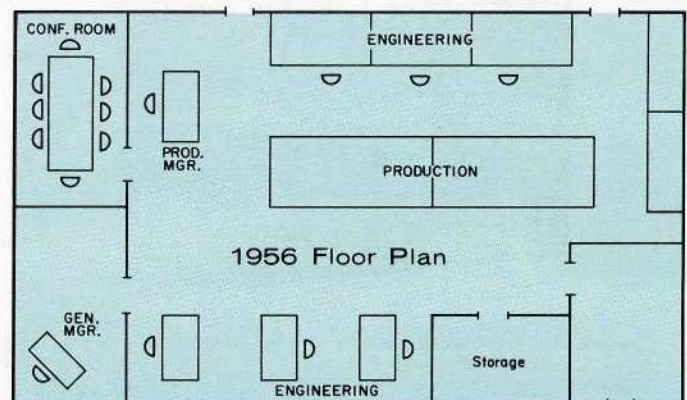 CONF. ROOM
ENGINEERING
PROD.
MGR.
PRODUCTION
1956 Floor Plan
GEN.
MGR.
Storage
ENGINEERING